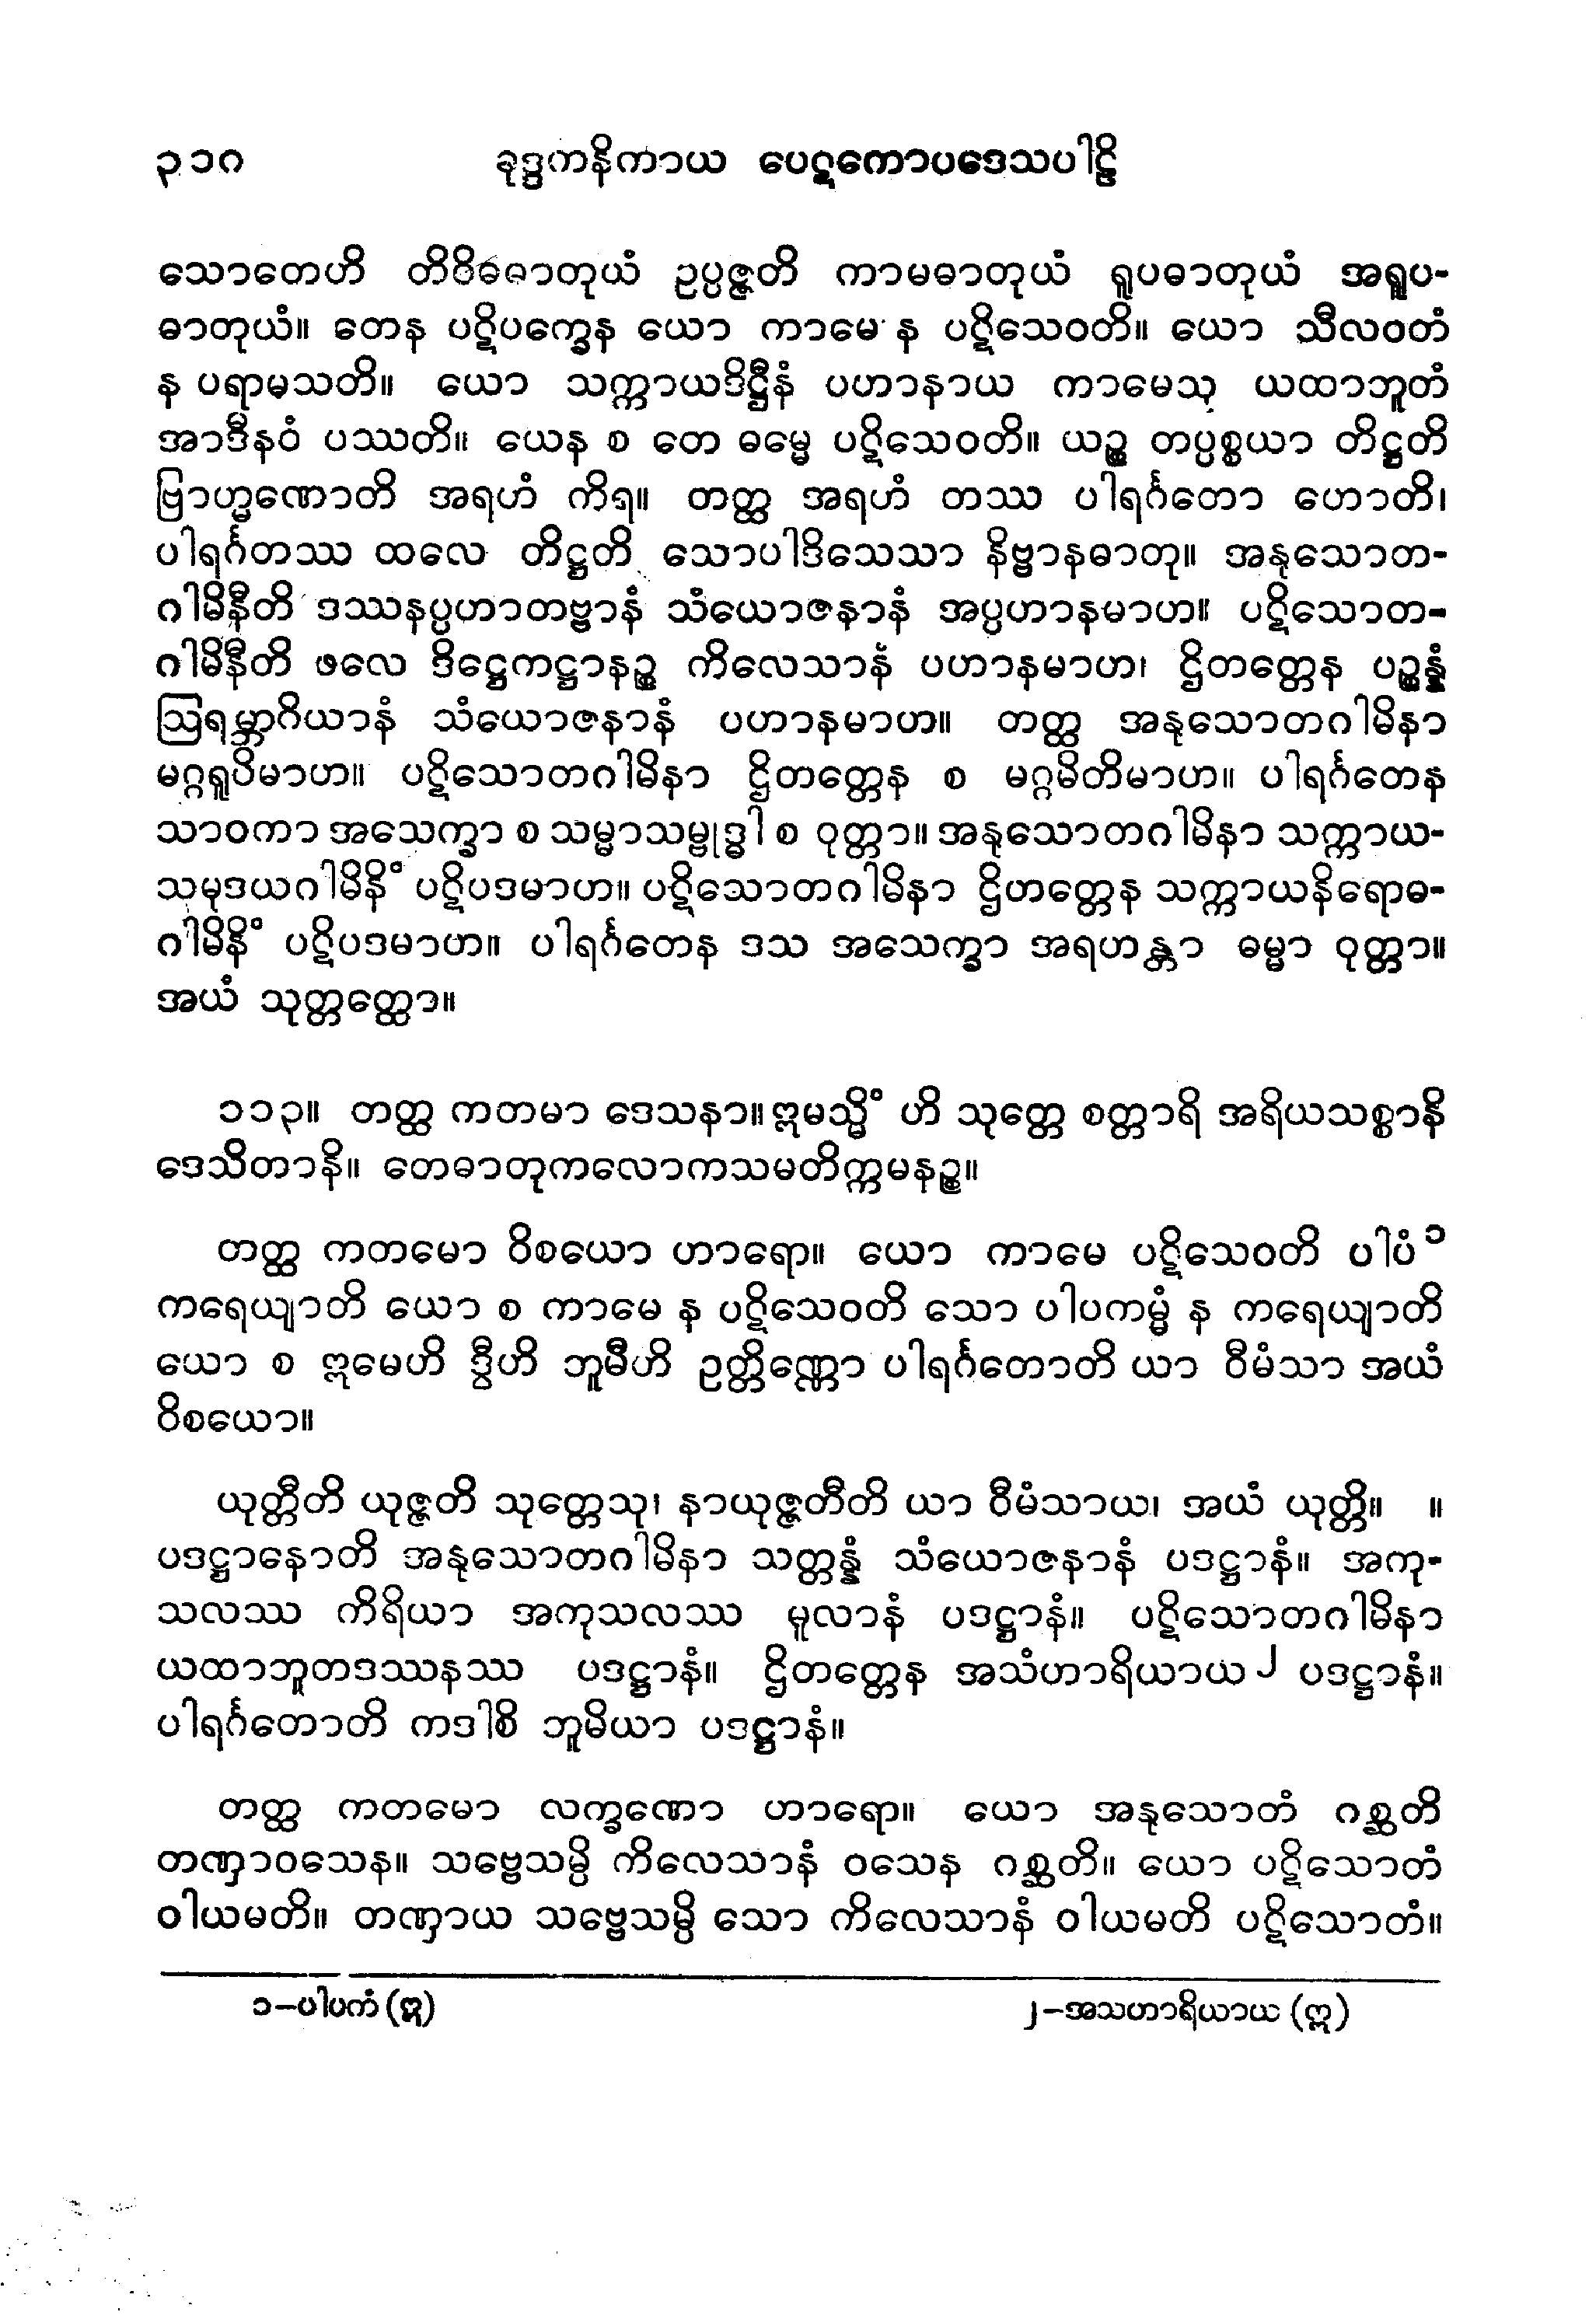 ၃၁ဂ ခုဒ္ဒကနိကာယ ပေဋကောပဒေသပါဠိ
သောတေဟိ တိဝိဓဓာတုယံ ဥပ္ပဇ္ဇတိ ကာမဓာတုယံ ရူပဓာတုယံ အရူပ-
ဓာတုယံ။ တေန ပဋိပက္ခေန ယော ကာမေ န ပဋိသေဝတိ။ ယော သီလဝတံ
န ပရာမသတိ။ ယော သက္ကာယဒိဋ္ဌီနံ ပဟာနာယ ကာမေသု ယထာဘူတံ
အာဒီနဝံ ပဿတိ။ ယေန စ တေ ဓမ္မေ ပဋိသေဝတိ။ ယဉ္စ တပ္ပစ္စယာ တိဋ္ဌတိ
ဗြာဟ္မဏောတိ အရဟံ ကိရ။ တတ္ထ အရဟံ တဿ ပါရင်္ဂတော ဟောတိ၊
ပါရင်္ဂတဿ ထလေ တိဋ္ဌတိ သောပါဒိသေသာ နိဗ္ဗာနဓာတု။ အနုသောတ-
ဂါမိနီတိ ဒဿနပ္ပဟာတဗ္ဗာနံ သံယောဇနာနံ အပ္ပဟာနမာဟ။ ပဋိသောတ-
ဂါမိနီတိ ဖလေ ဒိဋ္ဌေကဋ္ဌာနဉ္စ ကိလေသာနံ ပဟာနမာဟ၊ ဌိတတ္တေန ပဉ္စန္နံ
ဩရမ္ဘာဂိယာနံ သံယောဇနာနံ ပဟာနမာဟ။ တတ္ထ အနုသောတဂါမိနာ
မဂ္ဂရူပိမာဟ။ ပဋိသောတဂါမိနာ ဌိတတ္တေန စ မဂ္ဂမိတိမာဟ။ ပါရင်္ဂတေန
သာဝကာ အသေက္ခာ စ သမ္မာသမ္ဗုဒ္ဓါ စ ဝုတ္တာ။ အနုသောတဂါမိနာ သက္ကာယ-
သမုဒယဂါမိနိံ ပဋိပဒမာဟ။ ပဋိသောတဂါမိနာ ဌိဟတ္တေန သက္ကာယနိရောဓ-
ဂါမိနိံ ပဋိပဒမာဟ။ ပါရင်္ဂတေန ဒသ အသေက္ခာ အရဟန္တာ ဓမ္မာ ဝုတ္တာ။
အယံ သုတ္တတ္ထော။
၁၁၃။ တတ္ထ ကတမာ ဒေသနာ။ ဣမသ္မိံ ဟိ သုတ္တေ စတ္တာရိ အရိယသစ္စာနိ
ဒေသိတာနိ။ တေဓာတုကလောကသမတိက္ကမနဉ္စ။
တတ္ထ ကတမော ဝိစယော ဟာရော။ ယော ကာမေ ပဋိသေဝတိ ပါပံ ၁
ကရေယျာတိ ယော စ ကာမေ န ပဋိသေဝတိ သော ပါပကမ္မံ န ကရေယျာတိ
ယော စ ဣမေဟိ ဒွီဟိ ဘူမီဟိ ဥတ္တိဏ္ဏော ပါရင်္ဂတောတိ ယာ ဝီမံသာ အယံ
ဝိစယော။
ယုတ္တီတိ ယုဇ္ဇတိ သုတ္တေသု၊ နာယုဇ္ဇတီတိ ယာ ဝီမံသာယ၊ အယံ ယုတ္တိ။ ။
ပဒဋ္ဌာနောတိ အနုသောတဂါမိနာ သတ္တန္နံ သံယောဇနာနံ ပဒဋ္ဌာနံ။ အကု-
သလဿ ကိရိယာ အကုသလဿ မူလာနံ ပဒဋ္ဌာနံ။ ပဋိသောတဂါမိနာ
ယထာဘူတဒဿနဿ ပဒဋ္ဌာနံ။ ဌိတတ္တေန အသံဟာရိယာယ ၂ ပဒဋ္ဌာနံ။
ပါရင်္ဂတောတိ ကဒါစိ ဘူမိယာ ပဒဋ္ဌာနံ။
တတ္ထ ကတမော လက္ခဏော ဟာရော။ ယော အနုသောတံ ဂစ္ဆတိ
တဏှာဝသေန။ သဗ္ဗေသမ္ပိ ကိလေသာနံ ဝသေန ဂစ္ဆတိ။ ယော ပဋိသောတံ
ဝါယမတိ။ တဏှာယ သဗ္ဗေသမ္ပိ သော ကိလေသာနံ ဝါယမတိ ပဋိသောတံ။
၁-ပါပကံ (ဣ) ၂-အသဟာရိယာယ (ဣ)